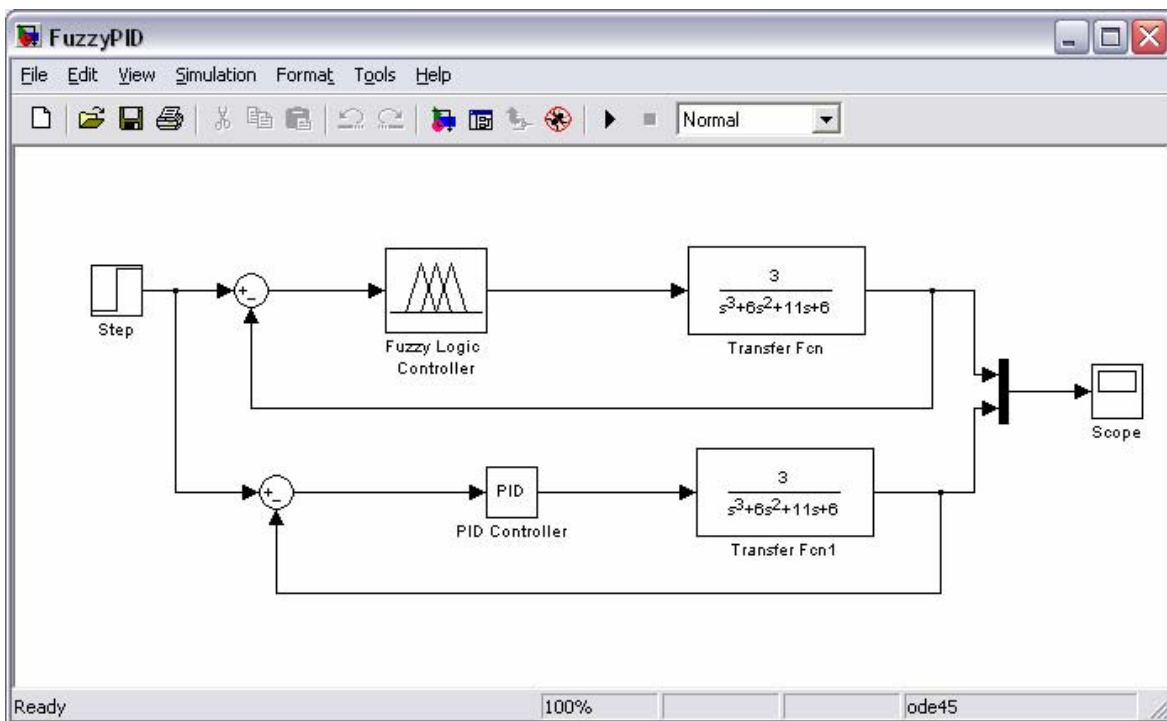 FuzzyPID
File Edit View Simulation Format Tools Help
Normal
Step
+
-
Fuzzy Logic
Controller
3
s³+6s²+11s+6
Transfer Fcn
Scope
+
-
PID
PID Controller
3
s³+6s²+11s+6
Transfer Fcn1
Ready 100% ode45